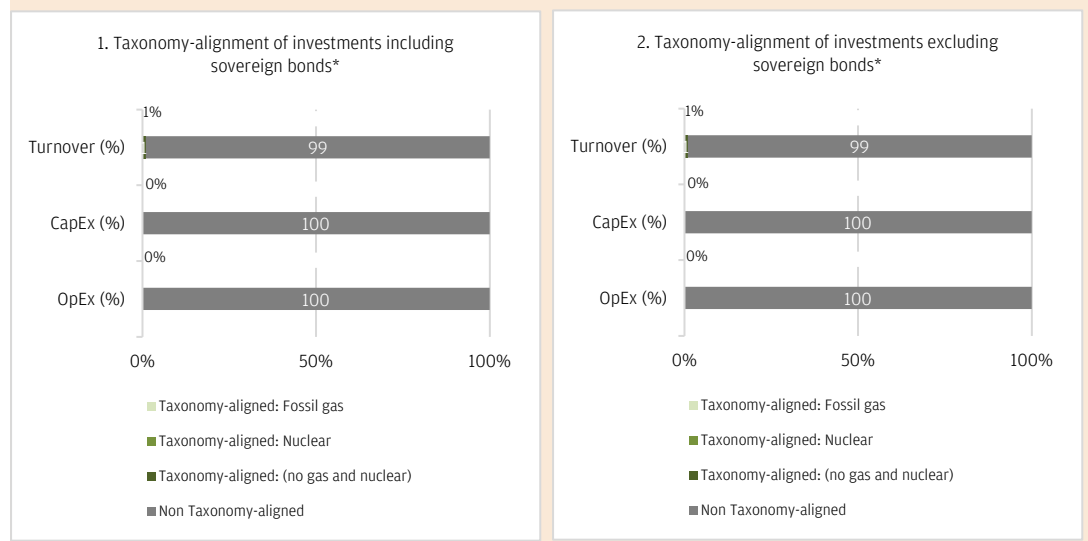 1. Taxonomy-alignment of investments including
sovereign bonds*
1%
Turnover (%)
99
0%
CapEx (%)
100
0%
OpEx (%)
100
0%
50%
100%
Taxonomy-aligned: Fossil gas
Taxonomy-aligned: Nuclear
Taxonomy-aligned: (no gas and nuclear)
Non Taxonomy-aligned
2. Taxonomy-alignment of investments excluding
sovereign bonds*
1%
Turnover (%)
99
0%
CapEx (%)
100
0%
OpEx (%)
100
0%
50%
100%
Taxonomy-aligned: Fossil gas
Taxonomy-aligned: Nuclear
Taxonomy-aligned: (no gas and nuclear)
Non Taxonomy-aligned